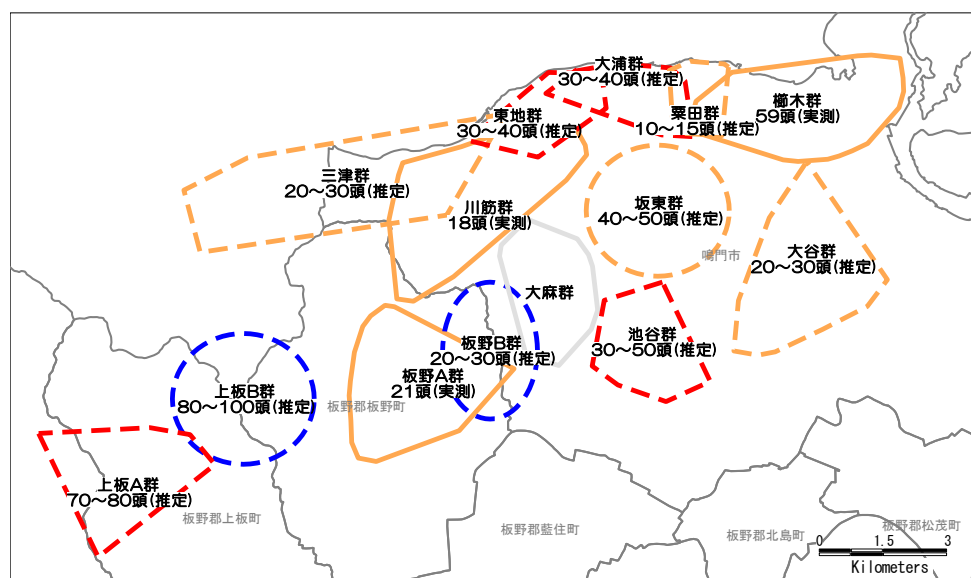 大浦群
30～40頭(推定)
櫛木群
59頭(実測)
粟田群
10～15頭(推定)
東地群
30～40頭(推定)
三津群
20～30頭(推定)
川筋群
18頭(実測)
坂東群
40～50頭(推定)
大谷群
20～30頭(推定)
鳴門市
大麻群
池谷群
30～50頭(推定)
板野B群
20～30頭(推定)
板野A群
21頭(実測)
上板B群
80～100頭(推定)
板野郡板野町
上板A群
70～80頭(推定)
板野郡上板町
板野郡藍住町
板野郡北島町
板野郡松茂町
0 1.5 3
Kilometers